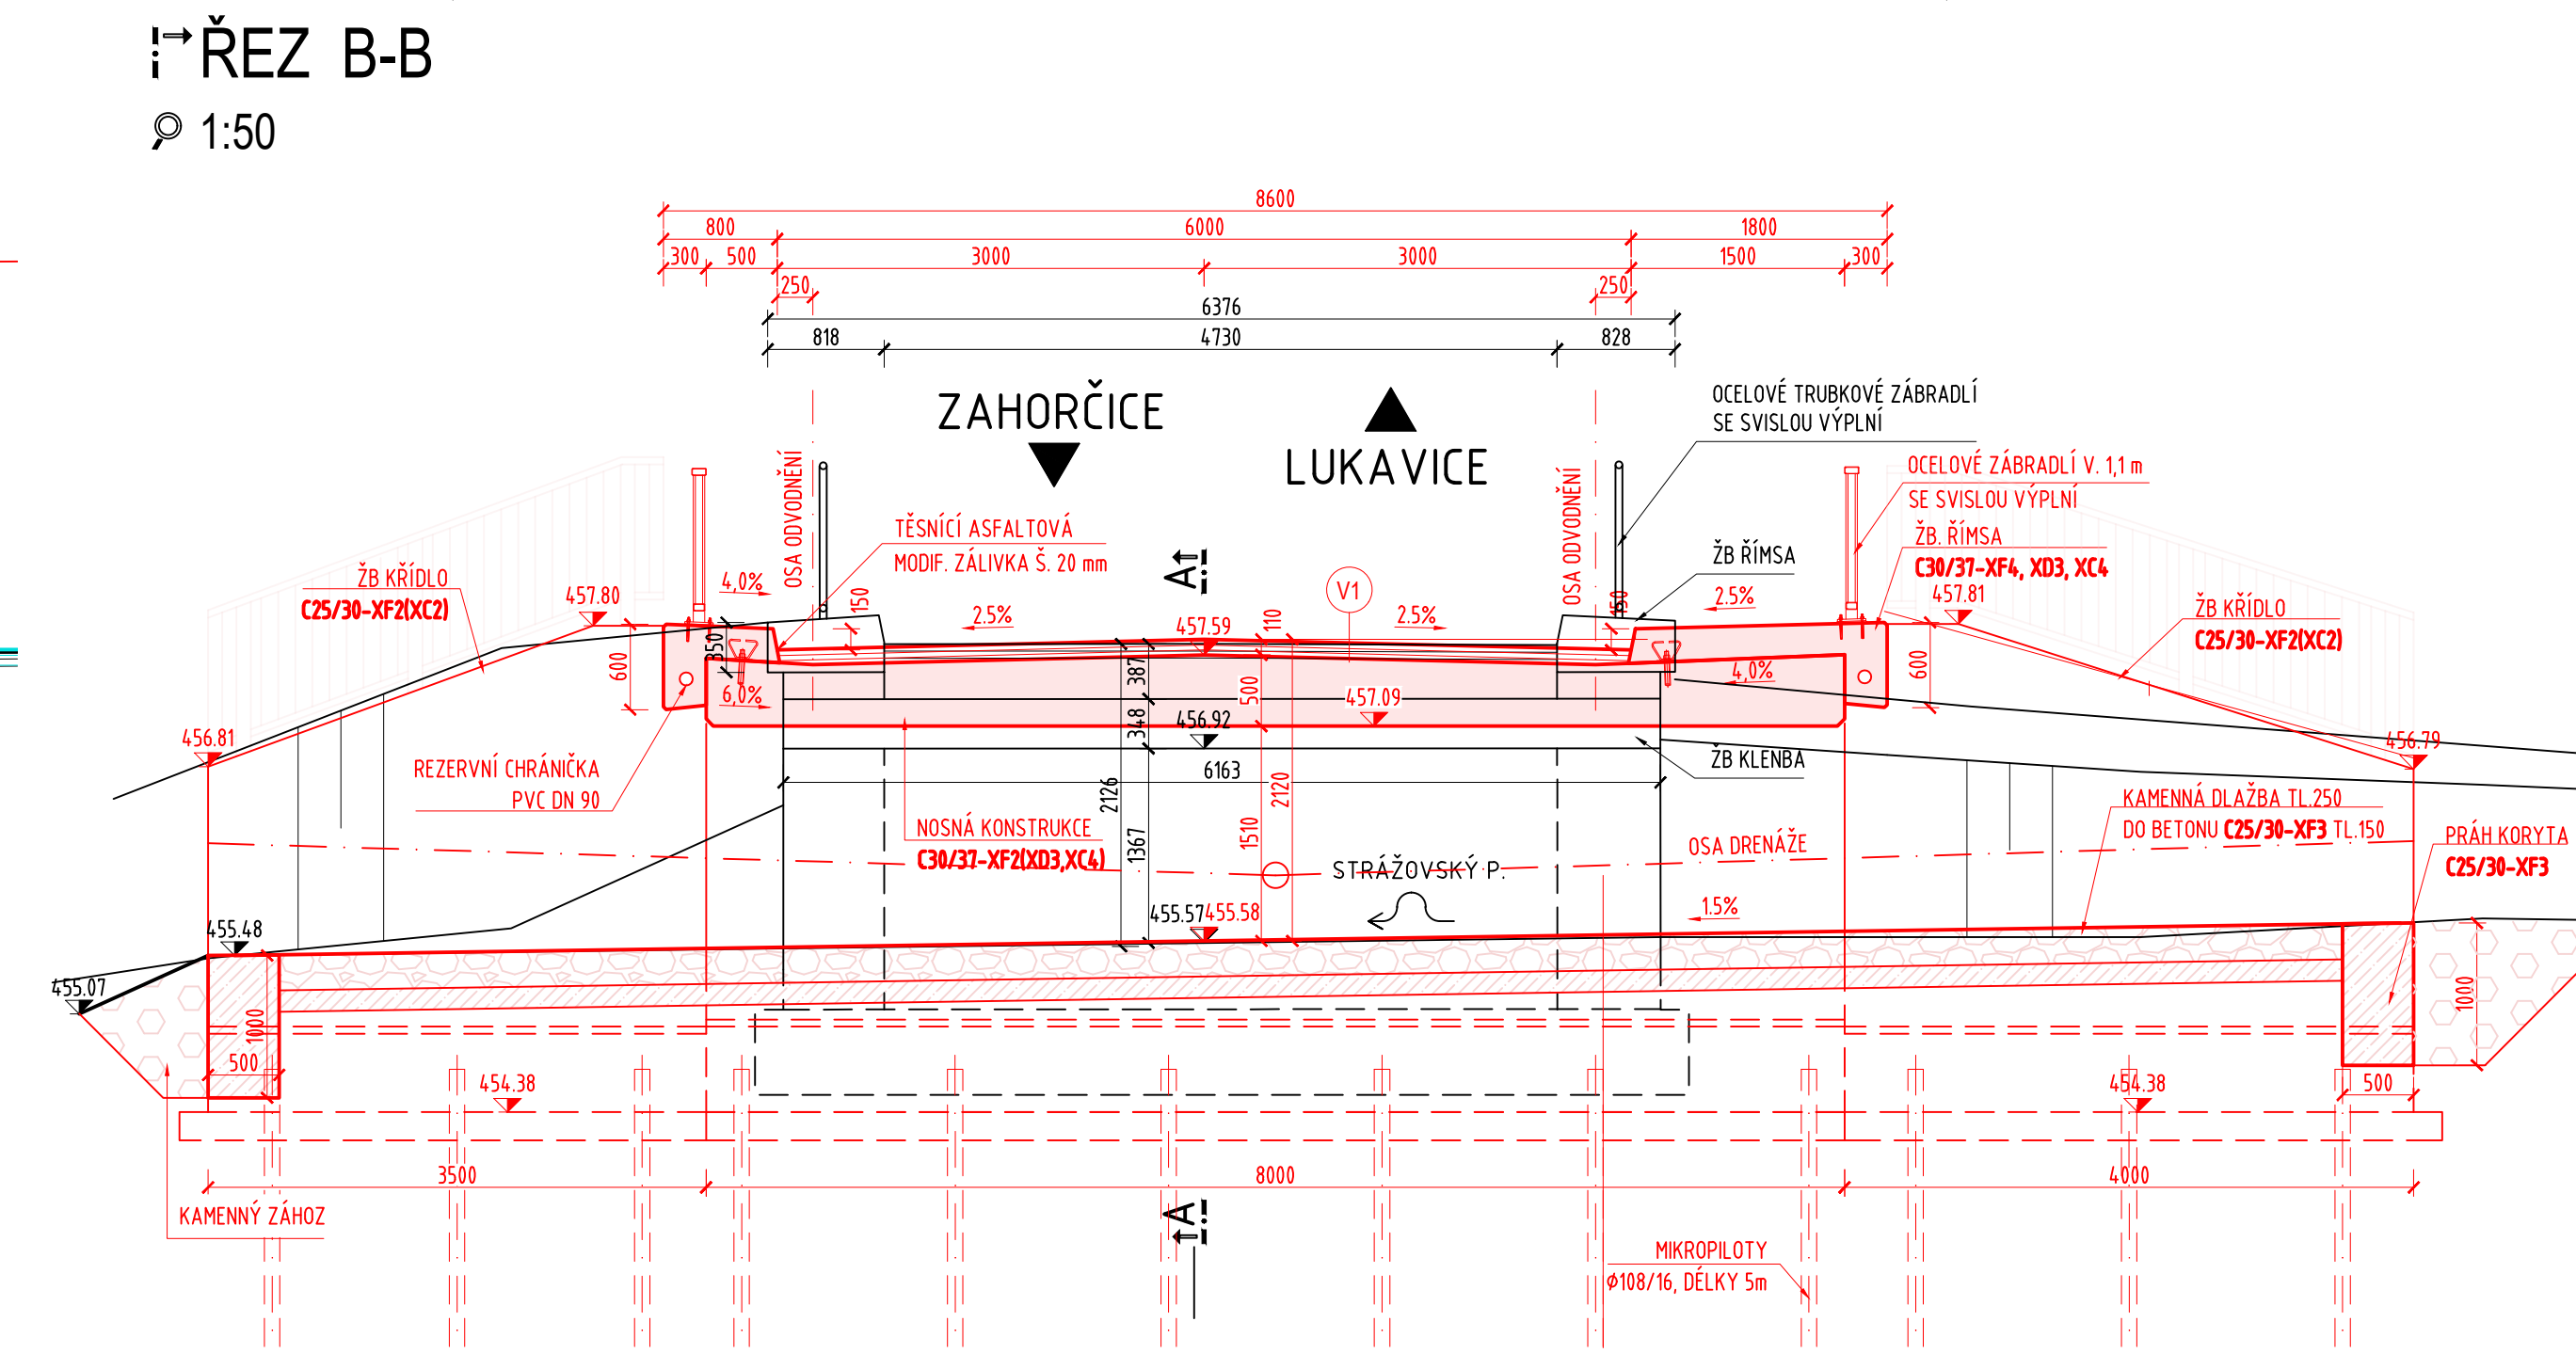 ŘEZ B-B
1:50
8600
800 6000 1800
300 500 3000 3000 1500 300
250 250
6376
818 4730 828
ZAHORČICE
LUKAVICE
OCELOVÉ TRUBKOVÉ ZÁBRADLÍ
SE SVISLOU VÝPLNÍ
OCELOVÉ ZÁBRADLÍ V. 1,1 m
SE SVISLOU VÝPLNÍ
OSA ODVODNĚNÍ
OSA ODVODNĚNÍ
TĚSNÍCÍ ASFALTOVÁ
MODIF. ZÁLIVKA Š. 20 mm
A
V1
ŽB ŘÍMSA
ŽB. ŘÍMSA
C30/37-XF4, XD3, XC4
ŽB KŘÍDLO
C25/30-XF2(XC2)
457.80
4,0%
150
2.5%
457.59
110
2.5%
150
2.5%
457.81
ŽB KŘÍDLO
C25/30-XF2(XC2)
350
600
6,0%
387
500
457.09
4,0%
600
348
456.92
456.81
456.79
ŽB KLENBA
6163
REZERVNÍ CHRÁNIČKA
PVC DN 90
2126
2120
1367
1510
NOSNÁ KONSTRUKCE
C30/37-XF2(XD3,XC4)
STRÁŽOVSKÝ P.
OSA DRENÁŽE
KAMENNÁ DLAŽBA TL.250
DO BETONU C25/30-XF3 TL.150
PRÁH KORYTA
C25/30-XF3
455.57 455.58
1.5%
455.48
455.07
1000
500
1000
500
454.38
454.38
3500 8000 4000
KAMENNÝ ZÁHOZ
A
MIKROPILOTY
ϕ108/16, DÉLKY 5m